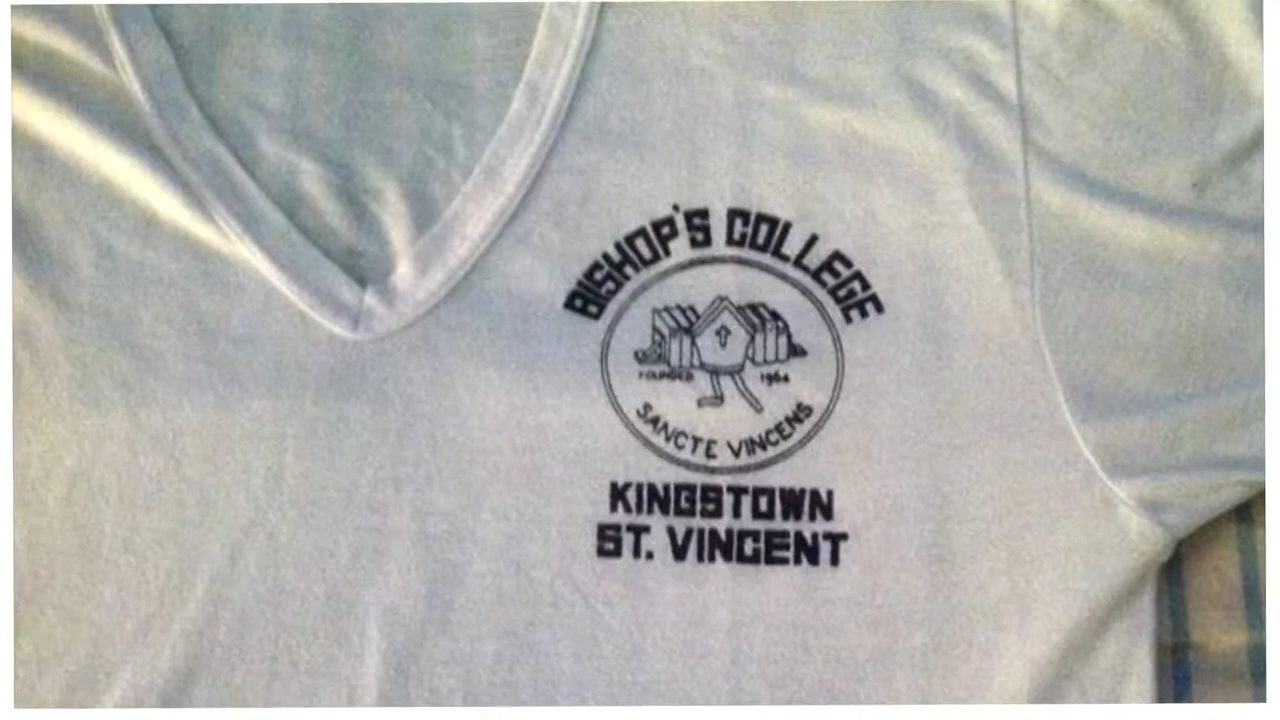 BISHOP'S COLLEGE
FOUNDED 1964
SANCTE VINCENS
KINGSTOWN
ST. VINCENT